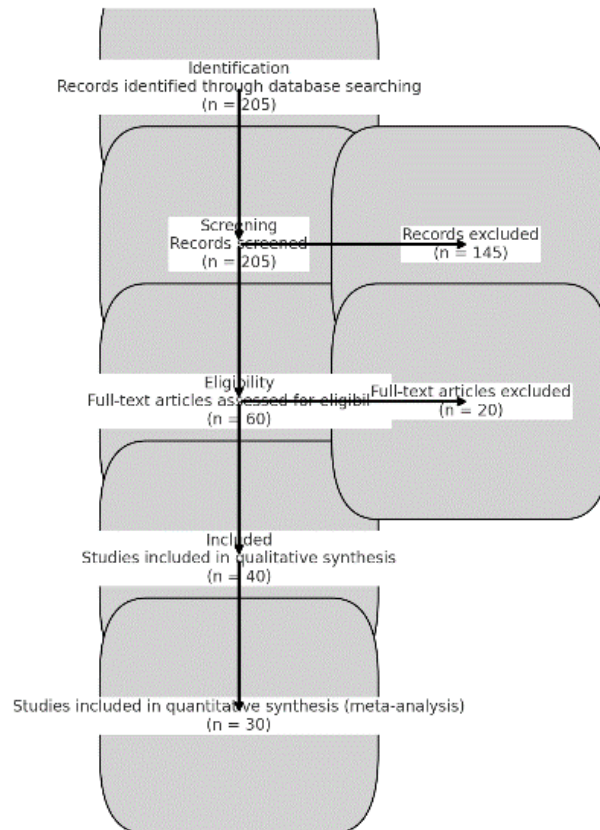 Identification
Records identified through database searching
(n = 205)
Screening
Records screened
(n = 205)
Records excluded
(n = 145)
Eligibility
Full-text articles assessed for eligibil
(n = 60)
Full-text articles excluded
(n = 20)
Included
Studies included in qualitative synthesis
(n = 40)
Studies included in quantitative synthesis (meta-analysis)
(n = 30)